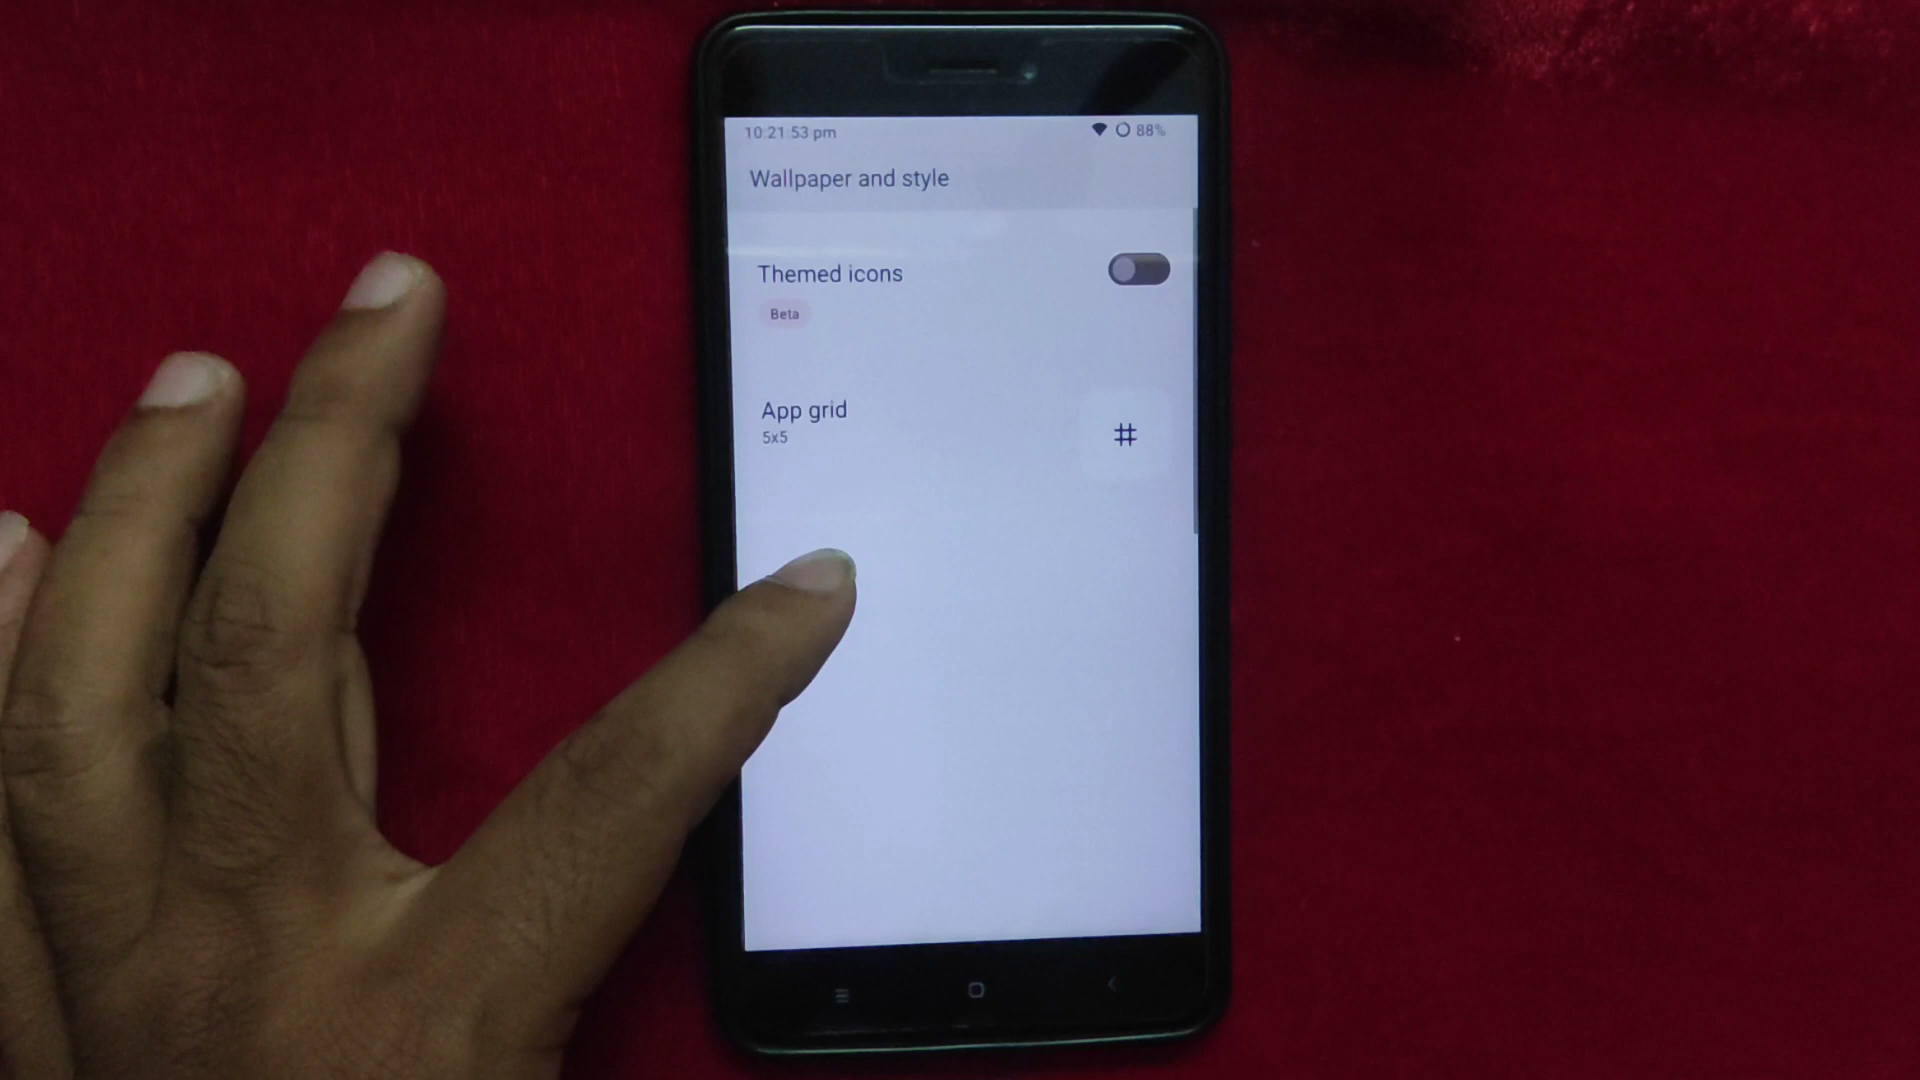 10:21:53 pm
88%
Wallpaper and style
Themed icons
Beta
App grid
5x5